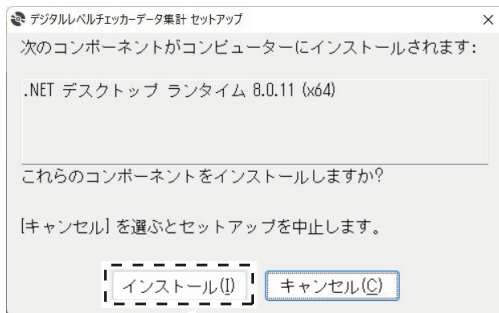 デジタルレベルチェッカーデータ集計 セットアップ
次のコンポーネントがコンピューターにインストールされます:
.NET デスクトップ ランタイム 8.0.11 (x64)
これらのコンポーネントをインストールしますか?
[キャンセル] を選ぶとセットアップを中止します。
インストール(I) キャンセル(C)